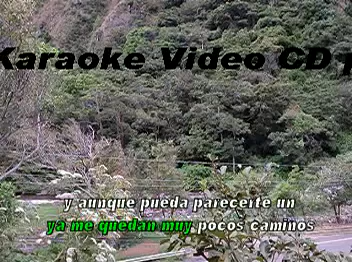 Karaoke Video CD
y aunque pueda parecerte un
ya me quedan muy pocos caminos